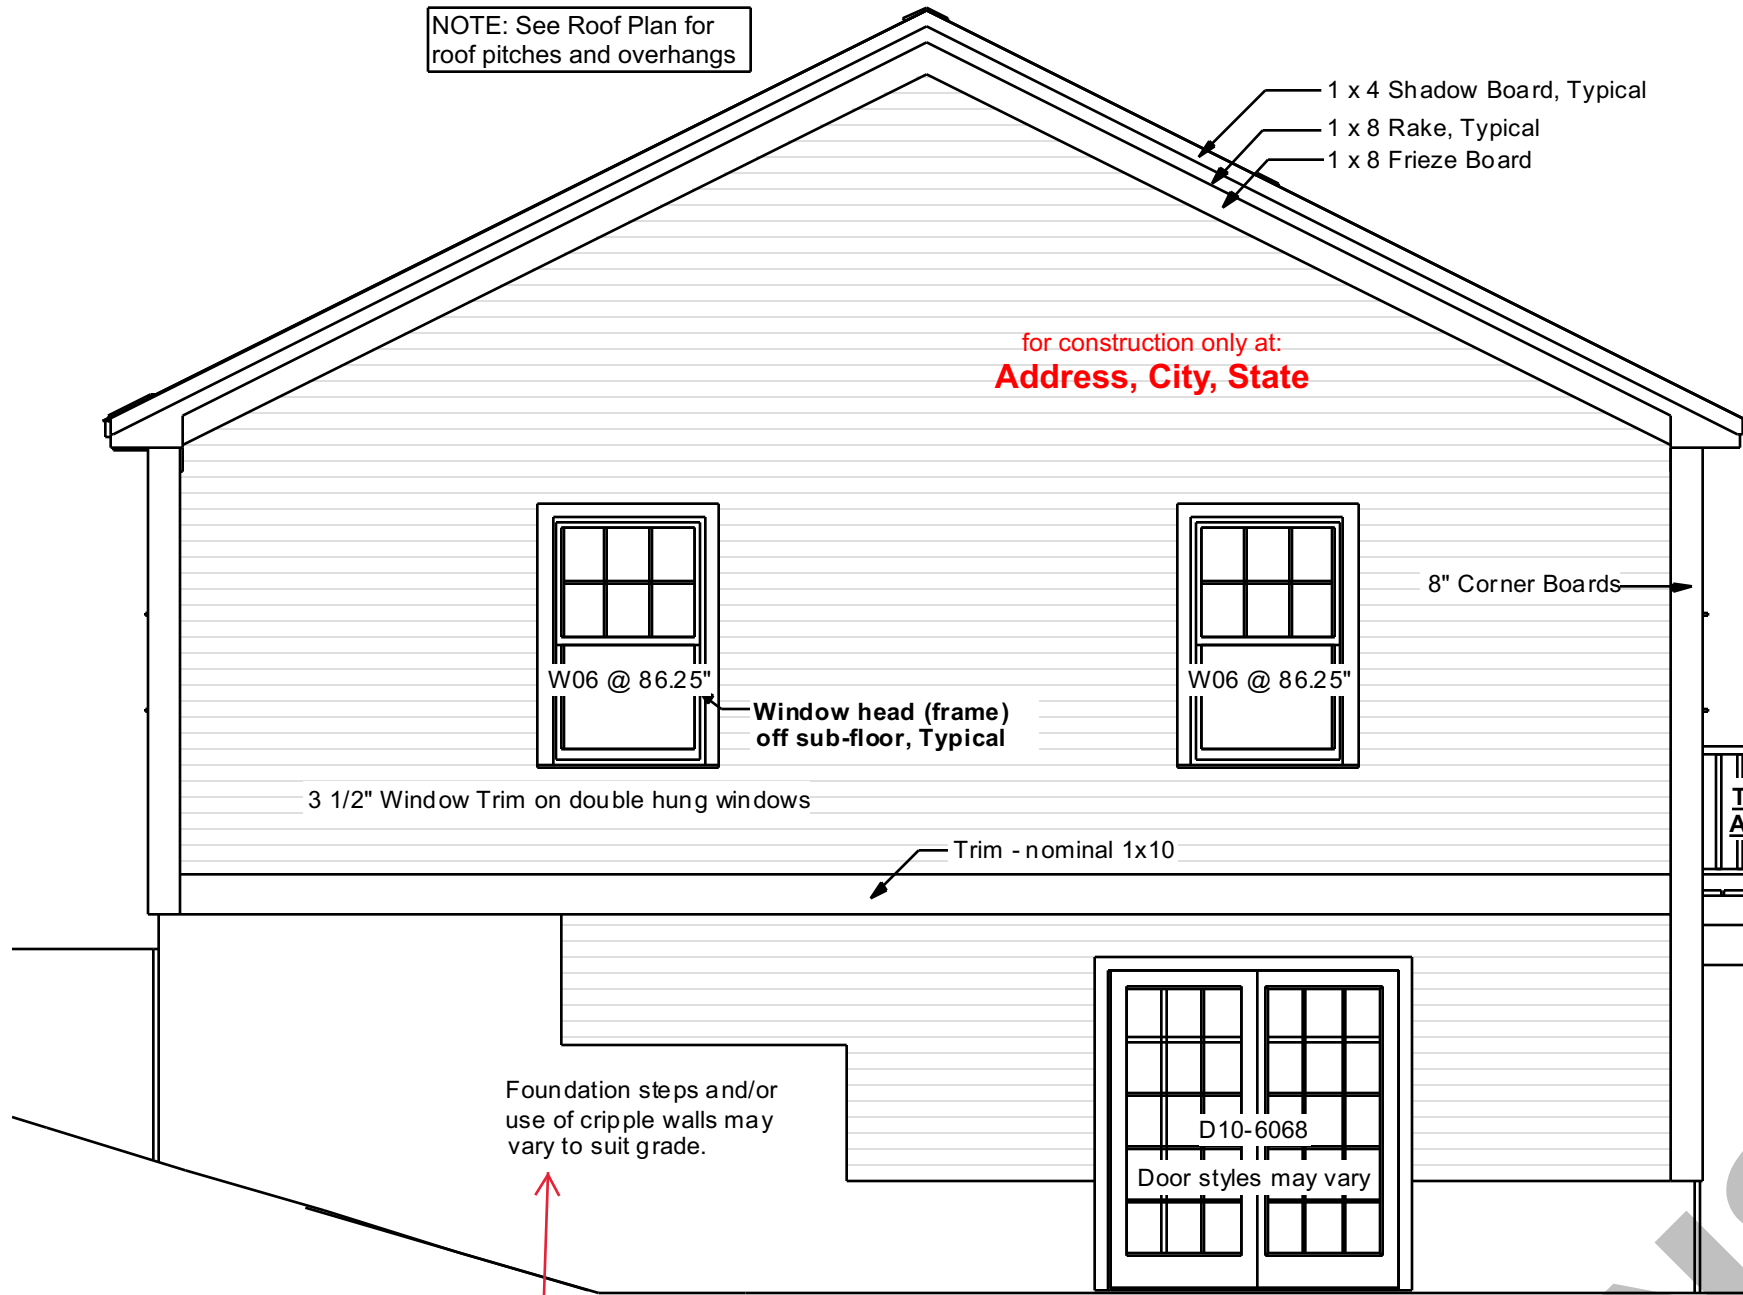 NOTE: See Roof Plan for
roof pitches and overhangs
1 x 4 Shadow Board, Typical
1 x 8 Rake, Typical
1 x 8 Frieze Board
for construction only at:
Address, City, State
8" Corner Boards
W06 @ 86.25"
W06 @ 86.25"
Window head (frame)
off sub-floor, Typical
3 1/2" Window Trim on double hung windows
Trim - nominal 1x10
Foundation steps and/or
use of cripple walls may
vary to suit grade.
D10-6068
Door styles may vary